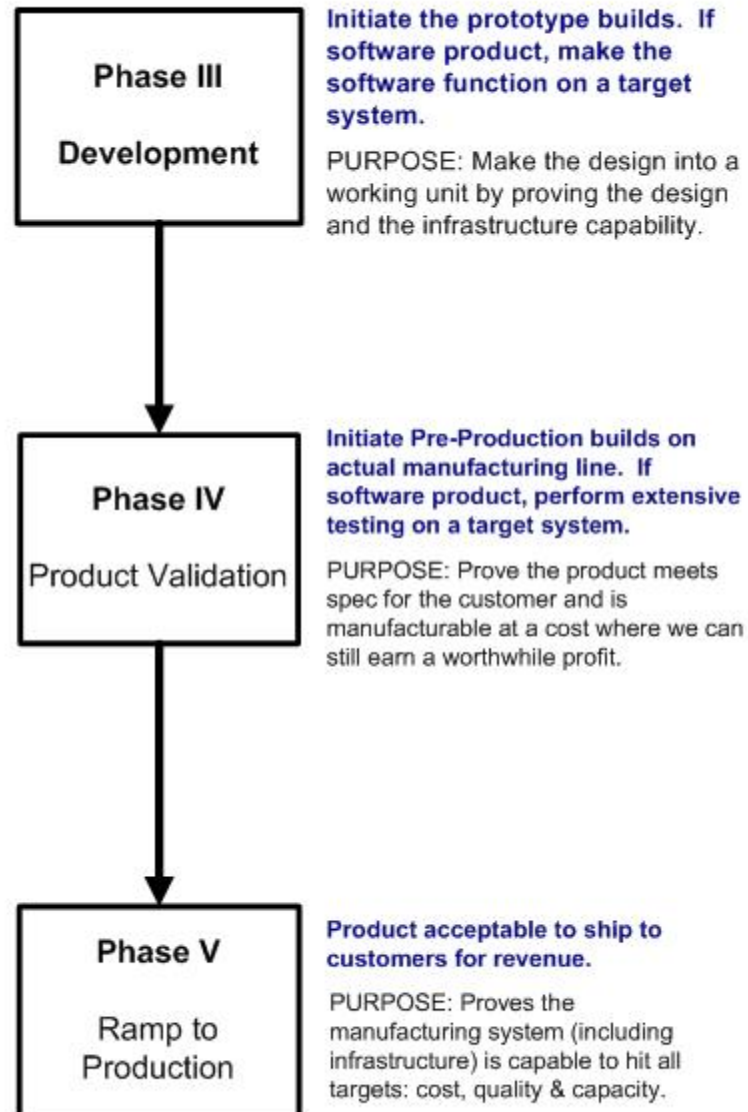 Phase III
Development
Initiate the prototype builds.  If
software product, make the
software function on a target
system.
PURPOSE: Make the design into a
working unit by proving the design
and the infrastructure capability.
Phase IV
Product Validation
Initiate Pre-Production builds on
actual manufacturing line.  If
software product, perform extensive
testing on a target system.
PURPOSE: Prove the product meets
spec for the customer and is
manufacturable at a cost where we can
still earn a worthwhile profit.
Phase V
Ramp to
Production
Product acceptable to ship to
customers for revenue.
PURPOSE: Proves the
manufacturing system (including
infrastructure) is capable to hit all
targets: cost, quality & capacity.